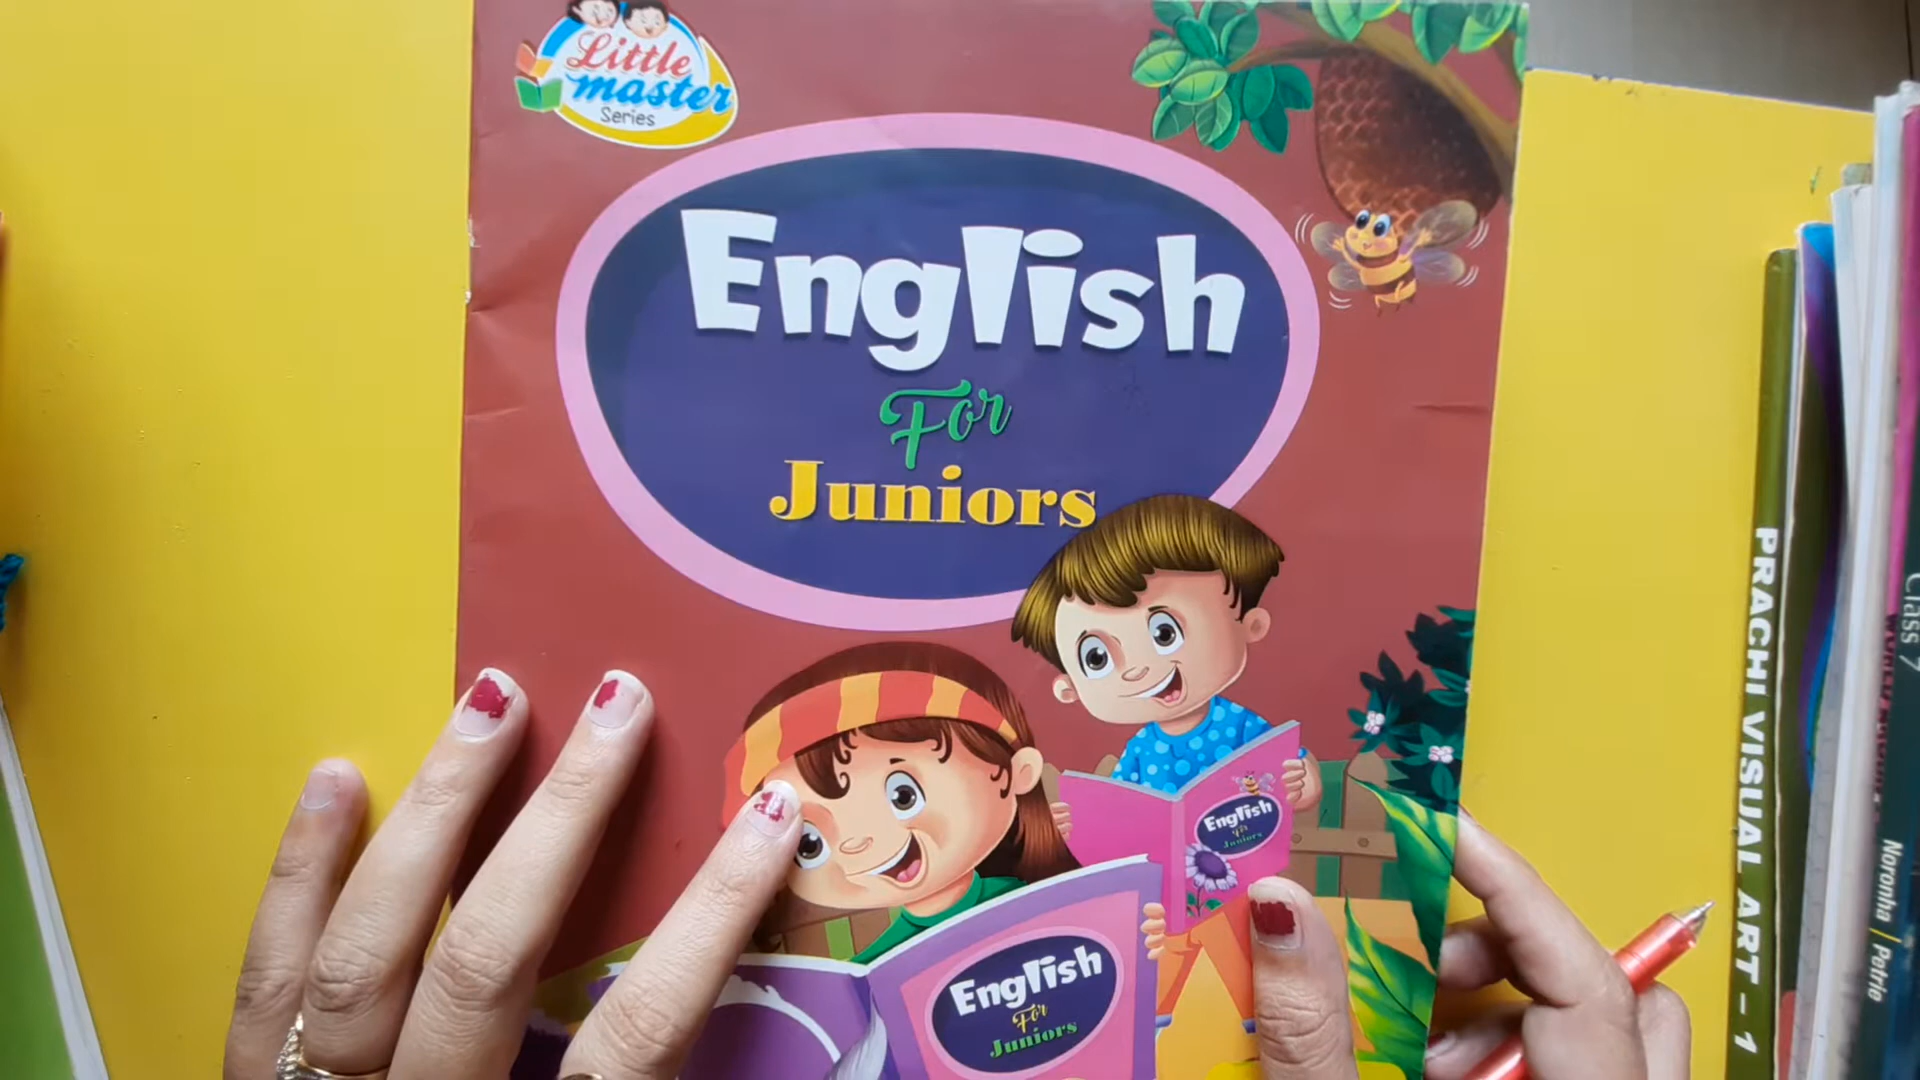 Little
master
Series
English
For
Juniors
English
for
Juniors
English
For
Juniors
PRACHI VISUAL ART - 1
Noronha | Petrie
Class 7